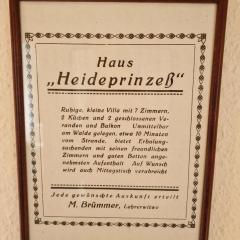 Haus
„Heideprinzeß“
Ruhige, kleine Villa mit 7 Zimmern,
2 Küchen und 2 geschlossenen Ve-
randen und Balkon Unmittelbar
am Walde gelegen, etwa 10 Minuten
vom Strande, bietet Erholung-
suchenden mit seinen freundlichen
Zimmern und guten Betten ange-
nehmsten Aufenthalt Auf Wunsch
wird auch Mittagstisch verabreicht
Jede gewünschte Auskunft erteilt
M. Brümmer, Lehrerwitwe